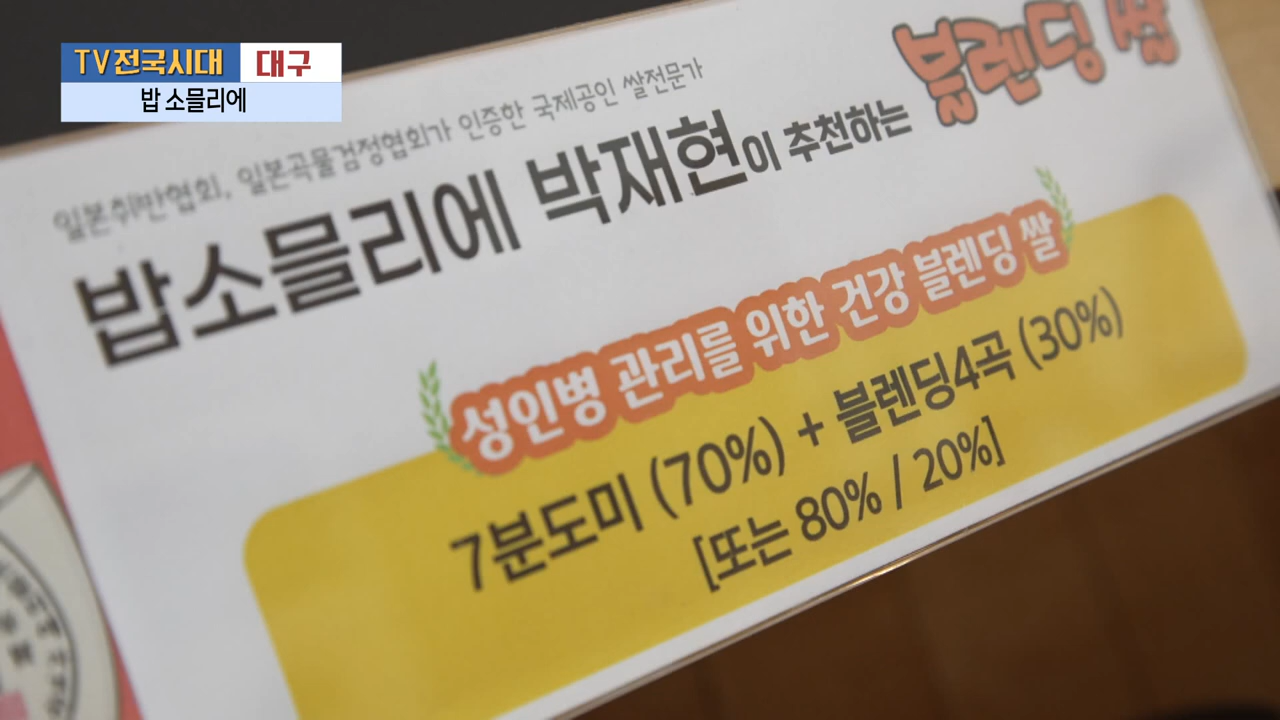 TV전국시대 대구
밥 소믈리에
일본취반협회, 일본곡물검정협회가 인증한 국제공인 쌀전문가
밥소믈리에 박재현이 추천하는 블렌딩
성인병 관리를 위한 건강 블렌딩 쌀
7분도미 (70%) + 블렌딩4곡 (30%)
[또는 80% / 20%]